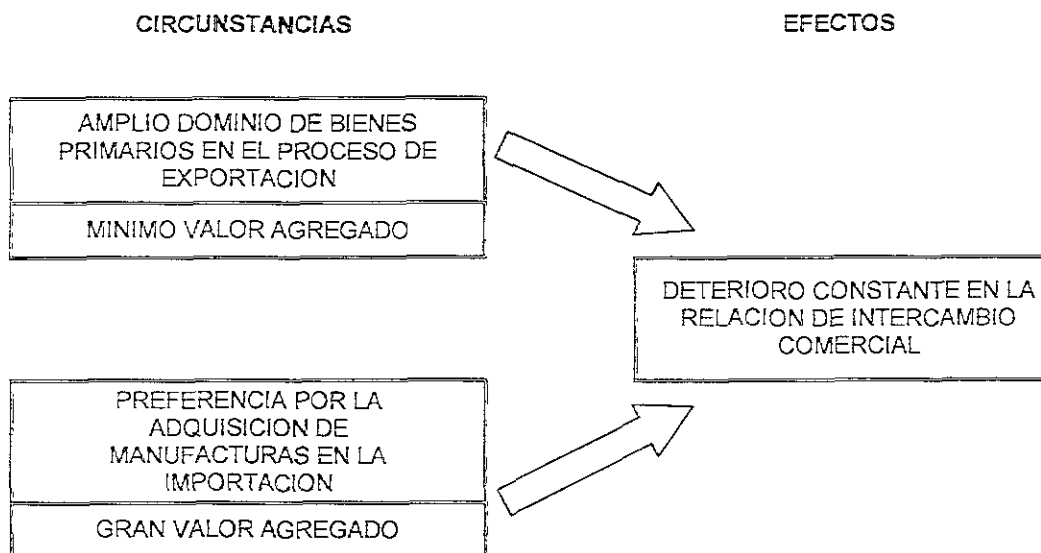 CIRCUNSTANCIAS
EFECTOS
AMPLIO DOMINIO DE BIENES
PRIMARIOS EN EL PROCESO DE
EXPORTACION
MINIMO VALOR AGREGADO
DETERIORO CONSTANTE EN LA
RELACION DE INTERCAMBIO
COMERCIAL
PREFERENCIA POR LA
ADQUISICION DE
MANUFACTURAS EN LA
IMPORTACION
GRAN VALOR AGREGADO